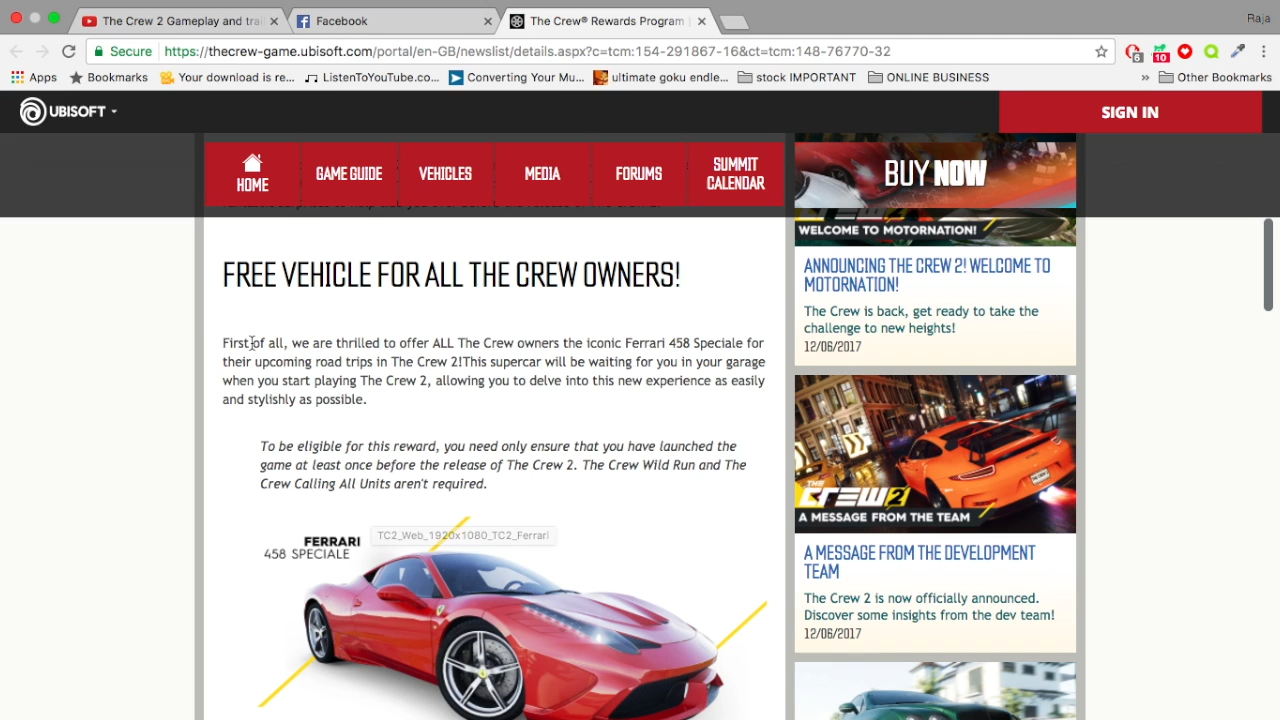 The Crew 2 Gameplay and trai
Facebook
The Crew® Rewards Program |
Raja
Secure
https://thecrew-game.ubisoft.com/portal/en-GB/newslist/details.aspx?c=tcm:154-291867-16&ct=tcm:148-76770-32
6
10
Apps
Bookmarks
Your download is re...
ListenToYouTube.co...
Converting Your Mu...
ultimate goku endle...
stock IMPORTANT
ONLINE BUSINESS
»
Other Bookmarks
UBISOFT
SIGN IN
HOME
GAME GUIDE
VEHICLES
MEDIA
FORUMS
SUMMIT
CALENDAR
BUY NOW
FREE VEHICLE FOR ALL THE CREW OWNERS!
First of all, we are thrilled to offer ALL The Crew owners the iconic Ferrari 458 Speciale for
their upcoming road trips in The Crew 2!This supercar will be waiting for you in your garage
when you start playing The Crew 2, allowing you to delve into this new experience as easily
and stylishly as possible.
To be eligible for this reward, you need only ensure that you have launched the
game at least once before the release of The Crew 2. The Crew Wild Run and The
Crew Calling All Units aren't required.
FERRARI
458 SPECIALE
TC2_Web_1920x1080_TC2_Ferrari
WELCOME TO MOTORNATION!
ANNOUNCING THE CREW 2! WELCOME TO
MOTORNATION!
The Crew is back, get ready to take the
challenge to new heights!
12/06/2017
THE
CREW2
A MESSAGE FROM THE TEAM
A MESSAGE FROM THE DEVELOPMENT
TEAM
The Crew 2 is now officially announced.
Discover some insights from the dev team!
12/06/2017